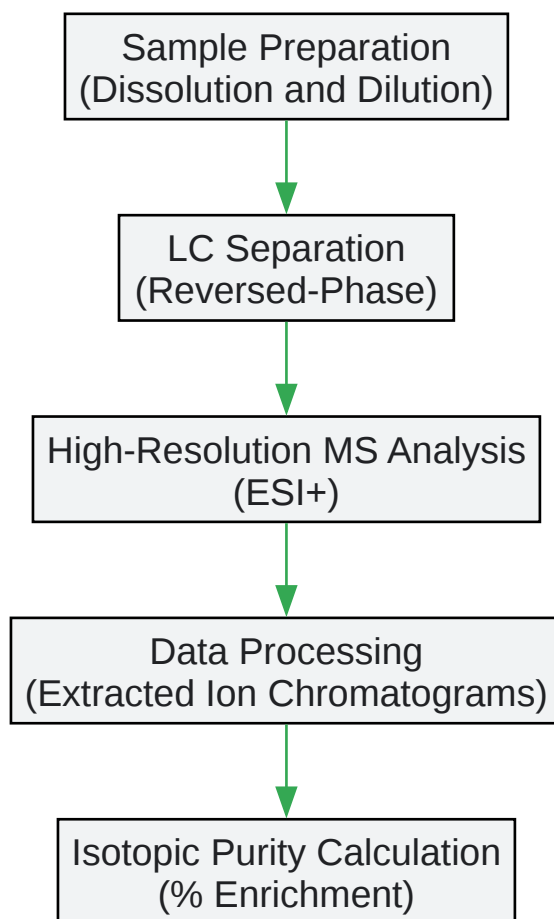 Sample Preparation
(Dissolution and Dilution)
LC Separation
(Reversed-Phase)
High-Resolution MS Analysis
(ESI+)
Data Processing
(Extracted Ion Chromatograms)
Isotopic Purity Calculation
(% Enrichment)